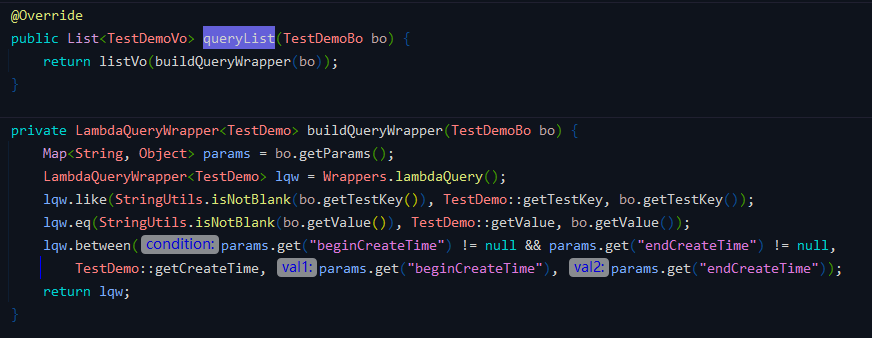 @Override
public List<TestDemoVo> queryList(TestDemoBo bo) {
return listVo(buildQueryWrapper(bo));
}
private LambdaQueryWrapper<TestDemo> buildQueryWrapper(TestDemoBo bo) {
Map<String, Object> params = bo.getParams();
LambdaQueryWrapper<TestDemo> lqw = Wrappers.lambdaQuery();
lqw.like(StringUtils.isNotBlank(bo.getTestKey()), TestDemo::getTestKey, bo.getTestKey());
lqw.eq(StringUtils.isNotBlank(bo.getValue()), TestDemo::getValue, bo.getValue());
lqw.between( condition: params.get("beginCreateTime") != null && params.get("endCreateTime") != null,
TestDemo::getCreateTime, val1: params.get("beginCreateTime"), val2: params.get("endCreateTime"));
return lqw;
}